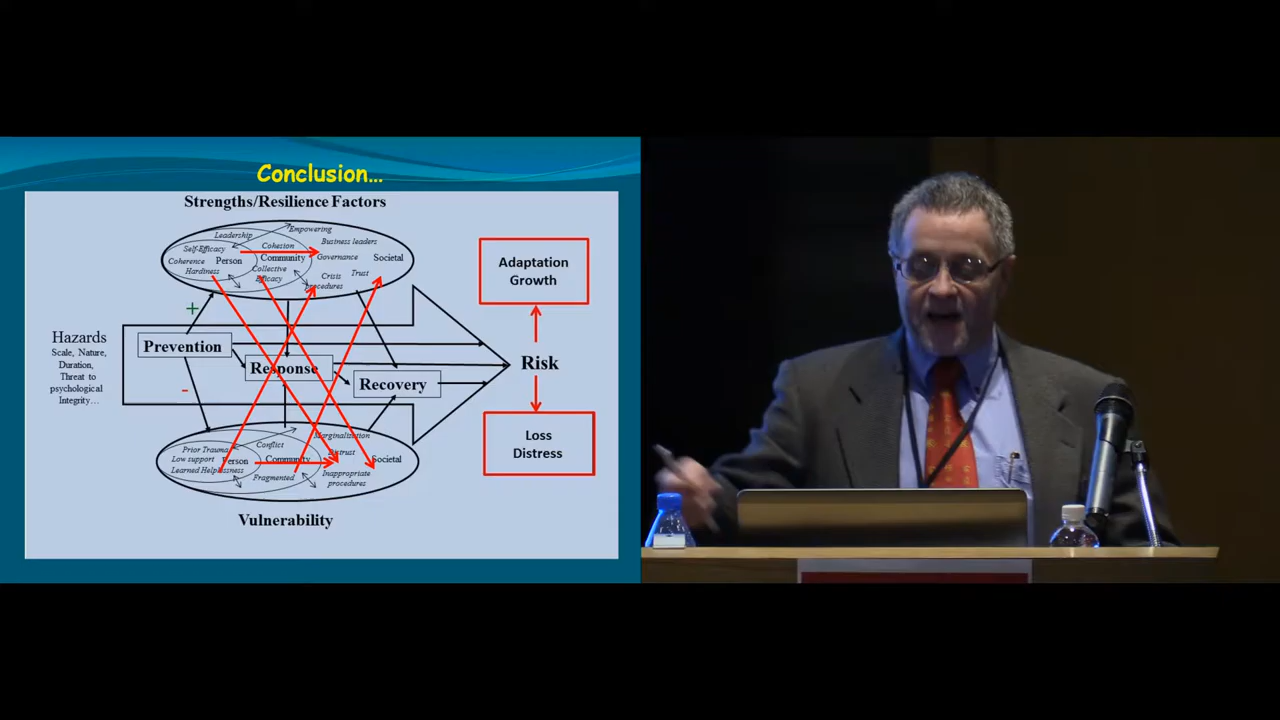 Conclusion...
Strengths/Resilience Factors
Leadership
Empowering
Self-Efficacy
Cohesion
Business leaders
Coherence
Person
Community
Governance
Societal
Hardiness
Collective
Efficacy
Crisis
procedures
Trust
+
Hazards
Scale, Nature,
Duration,
Threat to
psychological
Integrity...
Prevention
Response
Recovery
-
Risk
Adaptation
Growth
Loss
Distress
Prior Trauma
Conflict
Marginalization
Low support
Person
Community
Distrust
Societal
Learned Helplessness
Fragmented
Inappropriate
procedures
Vulnerability